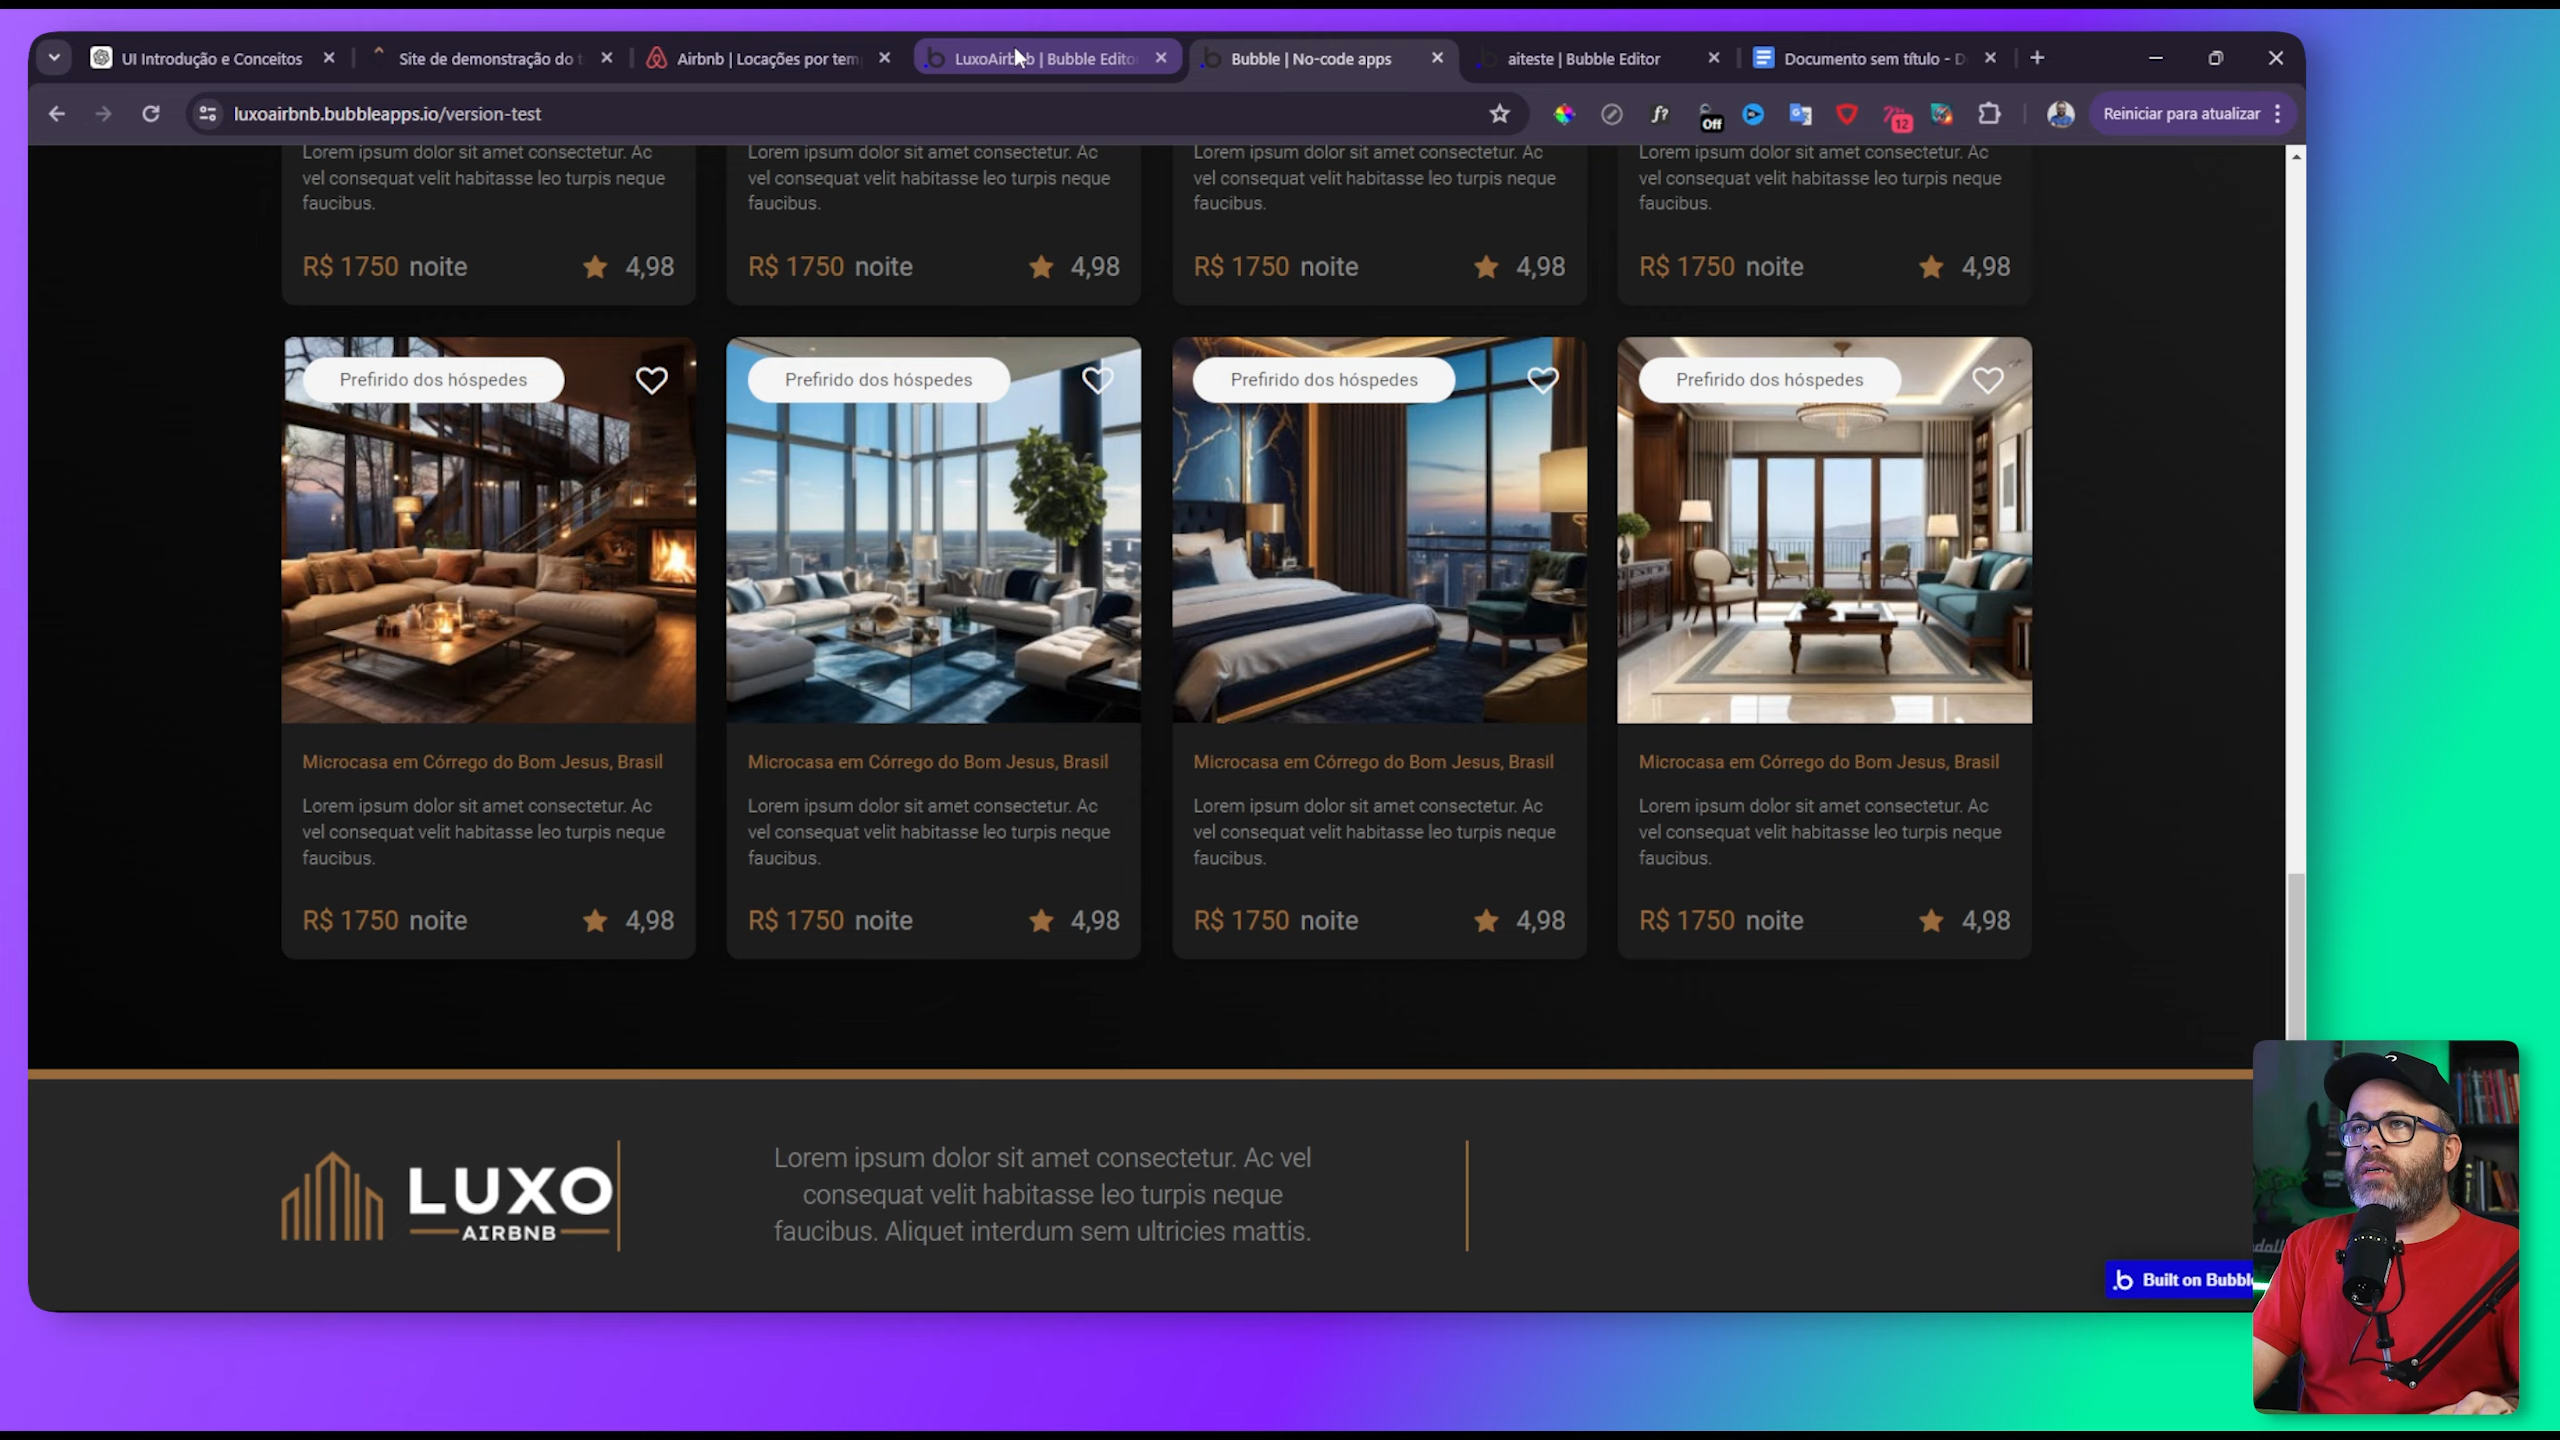 UI Introdução e Conceitos
Site de demonstração do t
Airbnb | Locações por tem
LuxoAirbnb | Bubble Edito
Bubble | No-code apps
aiteste | Bubble Editor
Documento sem título - D
luxoairbnb.bubbleapps.io/version-test
f?
Off
12
Reiniciar para atualizar
Lorem ipsum dolor sit amet consectetur. Ac
vel consequat velit habitasse leo turpis neque
faucibus.
R$ 1750 noite
4,98
Lorem ipsum dolor sit amet consectetur. Ac
vel consequat velit habitasse leo turpis neque
faucibus.
R$ 1750 noite
4,98
Lorem ipsum dolor sit amet consectetur. Ac
vel consequat velit habitasse leo turpis neque
faucibus.
R$ 1750 noite
4,98
Lorem ipsum dolor sit amet consectetur. Ac
vel consequat velit habitasse leo turpis neque
faucibus.
R$ 1750 noite
4,98
Prefirido dos hóspedes
Microcasa em Córrego do Bom Jesus, Brasil
Lorem ipsum dolor sit amet consectetur. Ac
vel consequat velit habitasse leo turpis neque
faucibus.
R$ 1750 noite
4,98
Prefirido dos hóspedes
Microcasa em Córrego do Bom Jesus, Brasil
Lorem ipsum dolor sit amet consectetur. Ac
vel consequat velit habitasse leo turpis neque
faucibus.
R$ 1750 noite
4,98
Prefirido dos hóspedes
Microcasa em Córrego do Bom Jesus, Brasil
Lorem ipsum dolor sit amet consectetur. Ac
vel consequat velit habitasse leo turpis neque
faucibus.
R$ 1750 noite
4,98
Prefirido dos hóspedes
Microcasa em Córrego do Bom Jesus, Brasil
Lorem ipsum dolor sit amet consectetur. Ac
vel consequat velit habitasse leo turpis neque
faucibus.
R$ 1750 noite
4,98
LUXO
AIRBNB
Lorem ipsum dolor sit amet consectetur. Ac vel
consequat velit habitasse leo turpis neque
faucibus. Aliquet interdum sem ultricies mattis.
Built on Bubble